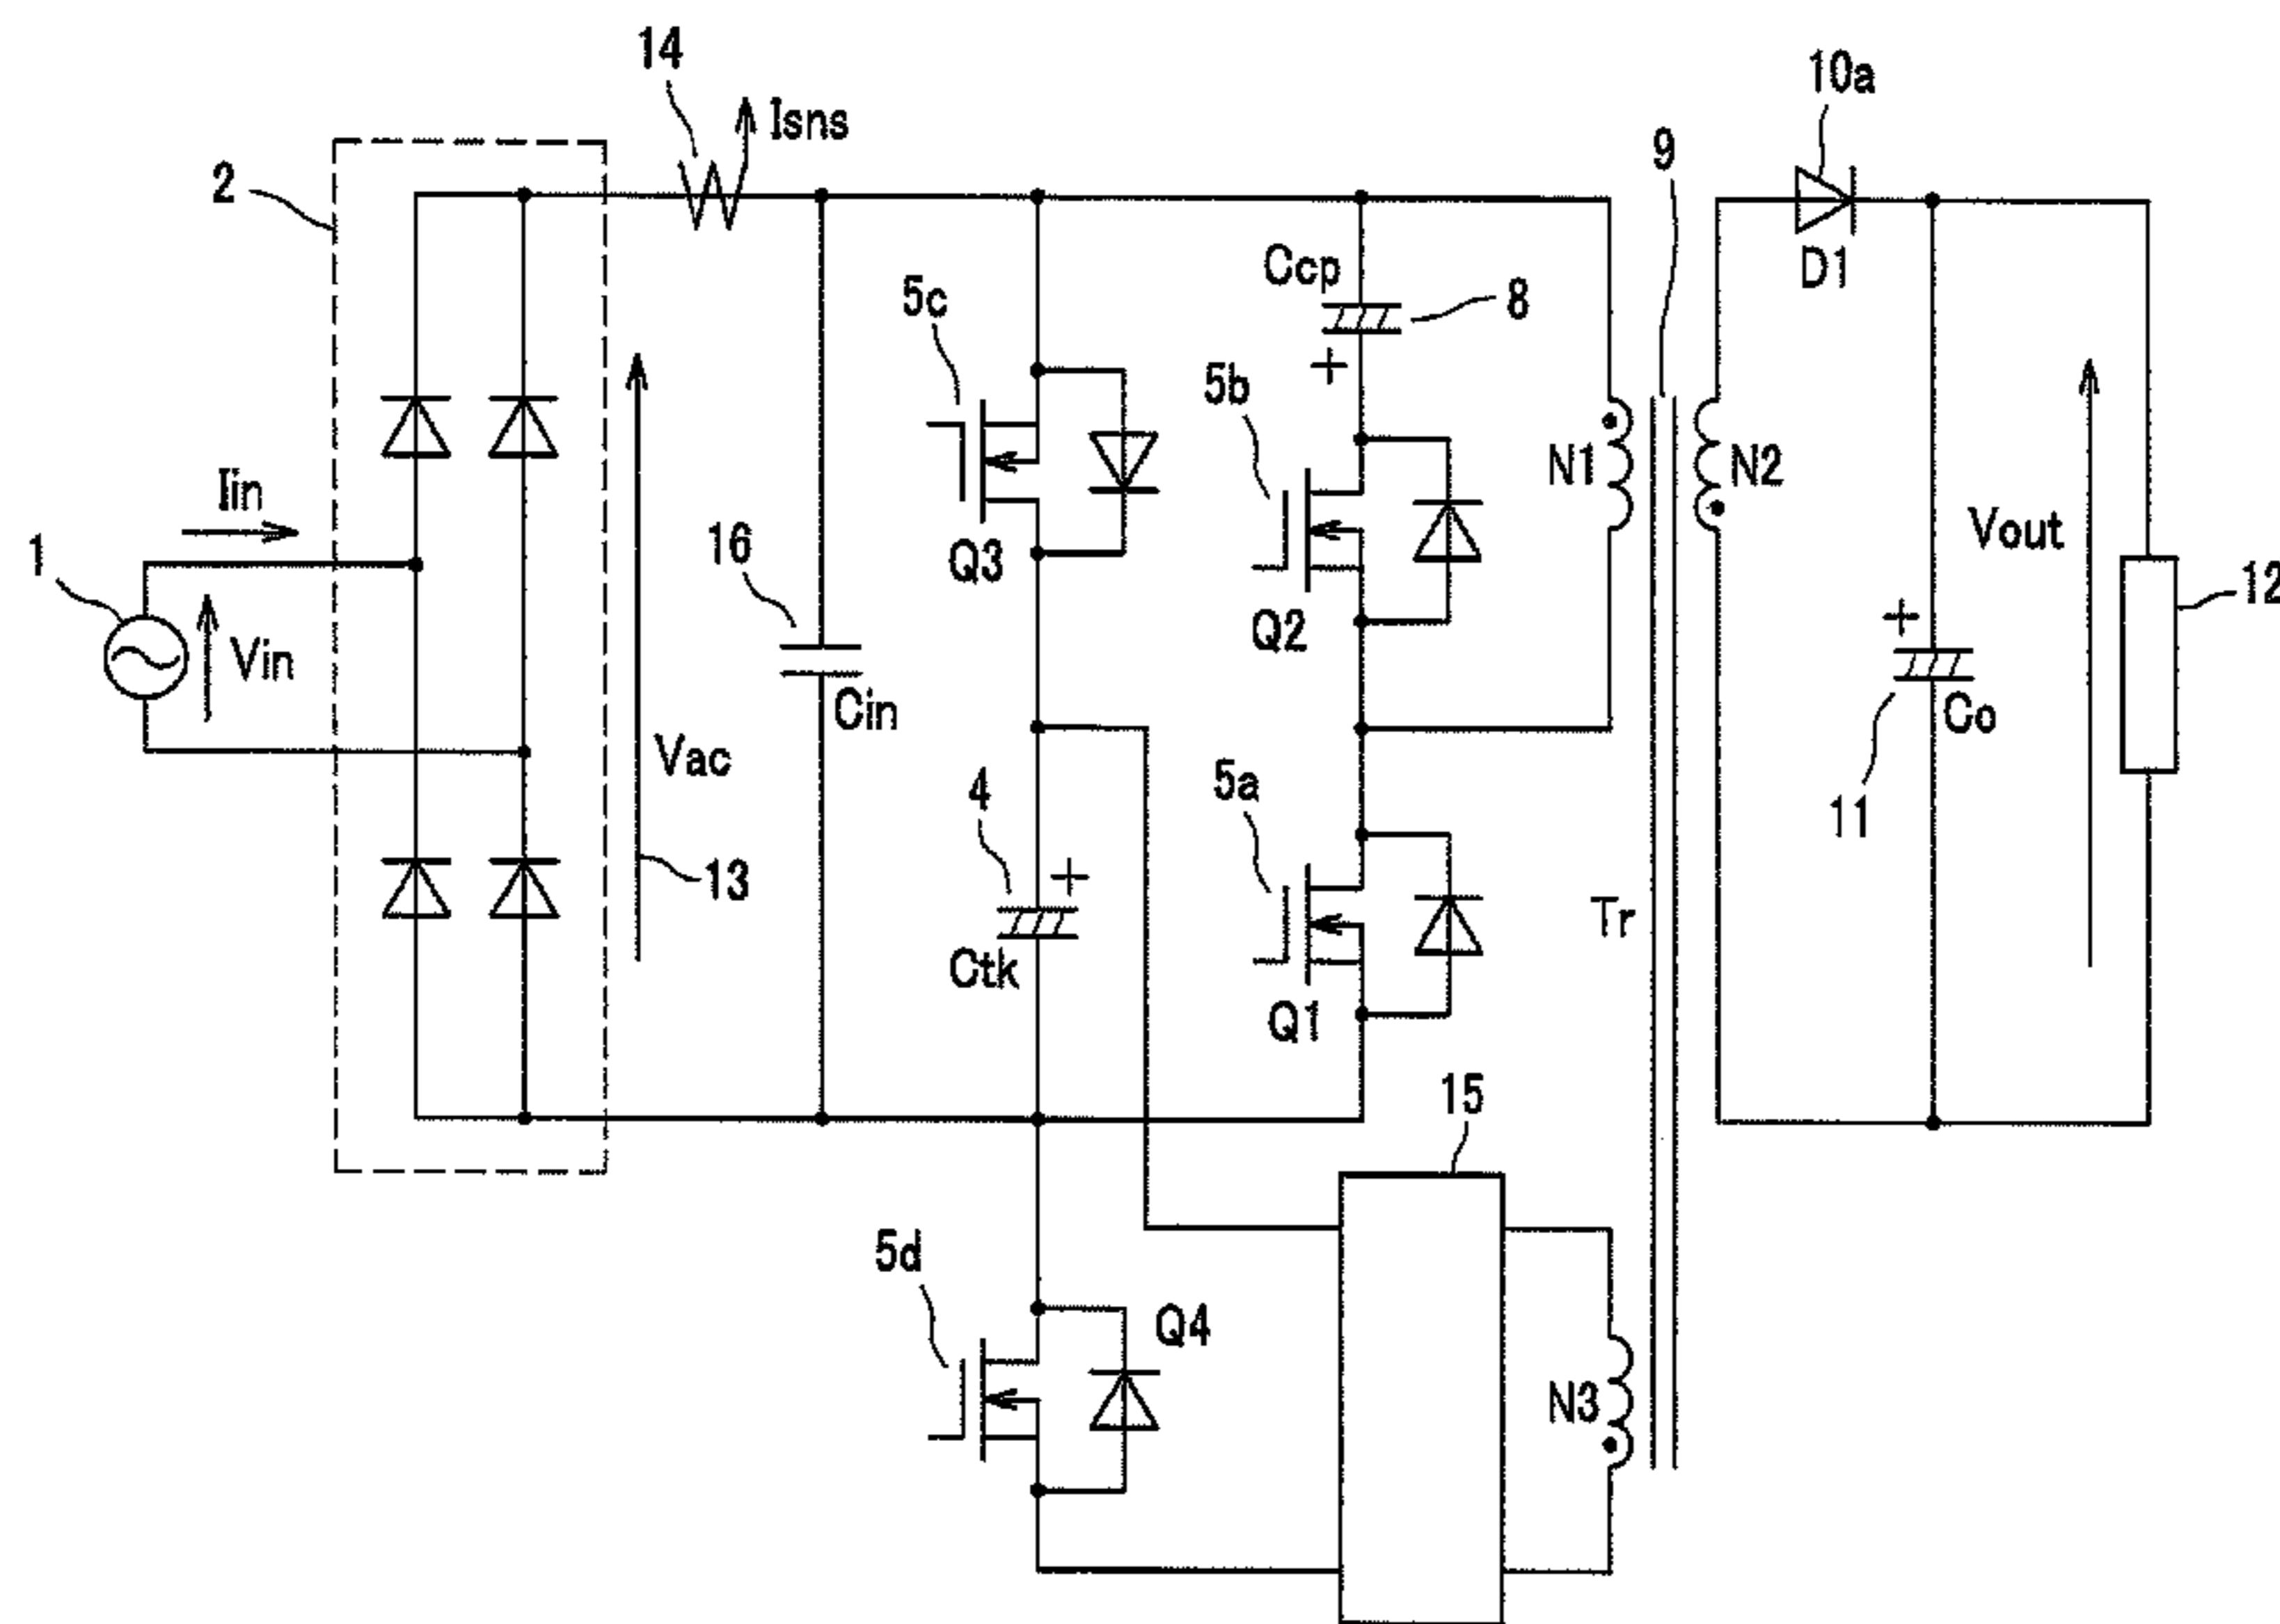 14
Isns
10a
2
9
Ccp
8
D1
5c
5b
N1
N2
Iin
1
Vin
16
Q3
Q2
Vout
12
+
Cin
Vac
Co
+
4
5a
11
13
+
Ctk
Q1
Tr
15
5d
Q4
N3